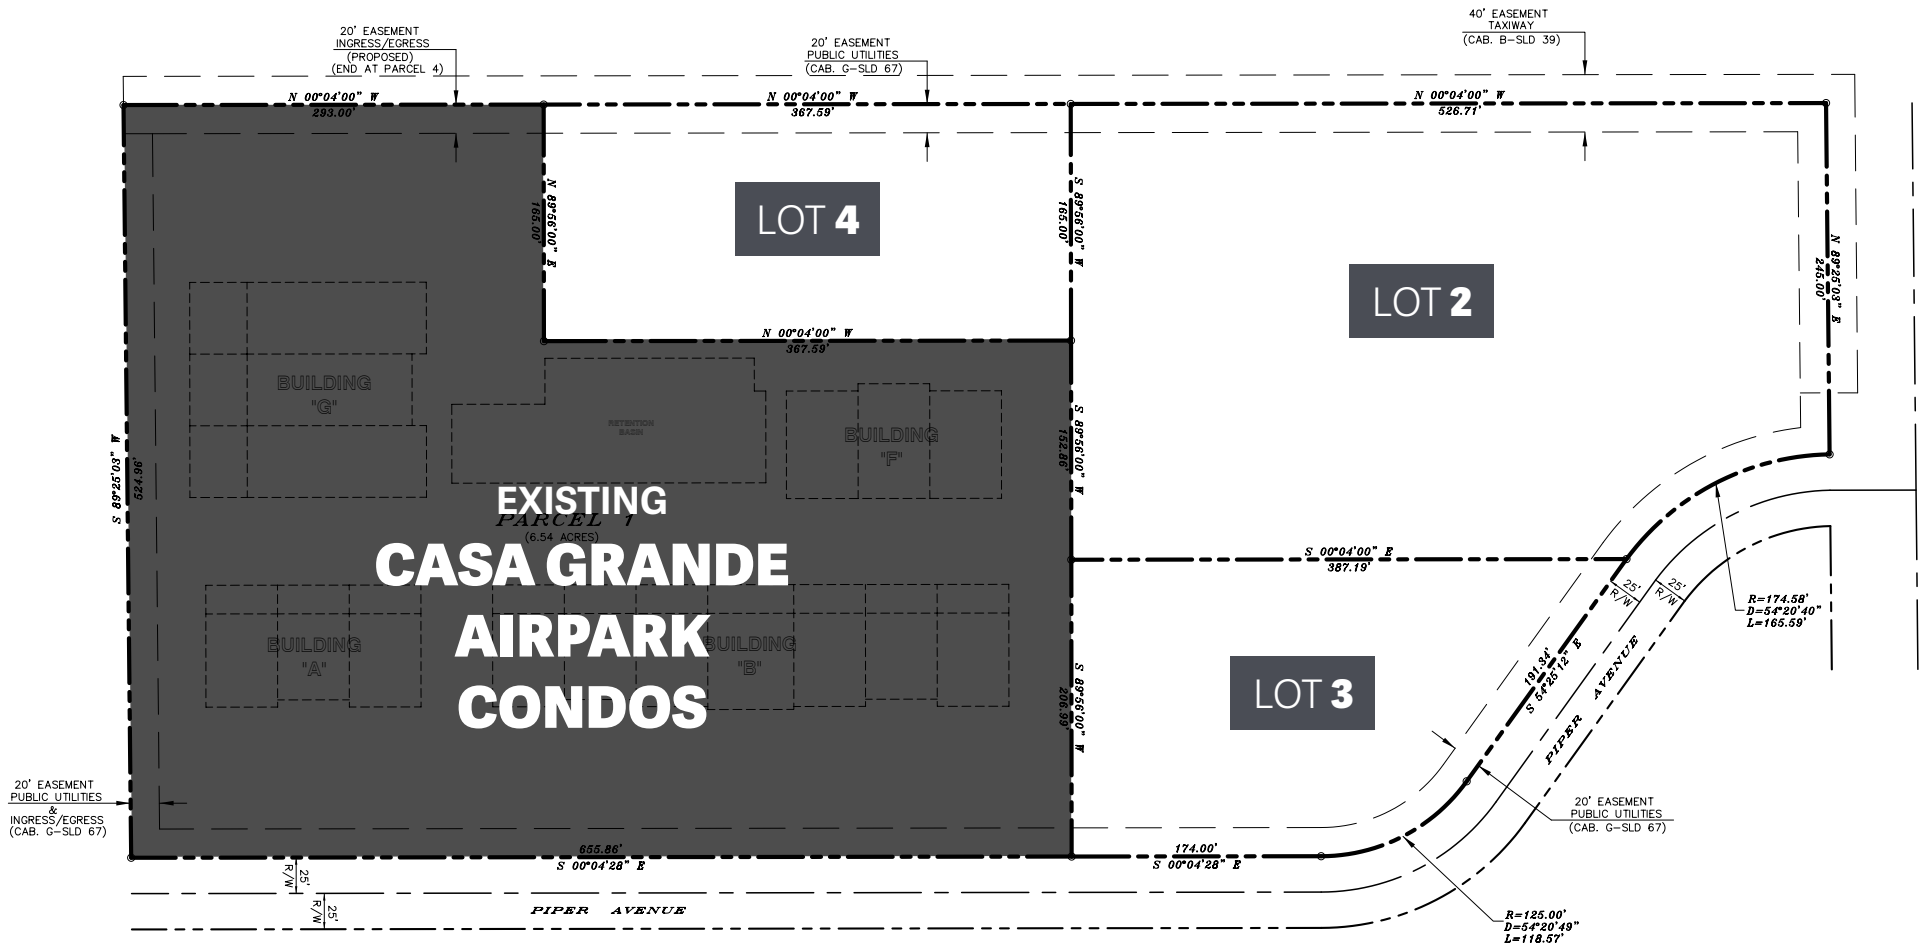 20' EASEMENT
INGRESS/EGRESS
(PROPOSED)
(END AT PARCEL 4)
20' EASEMENT
PUBLIC UTILITIES
(CAB. G-SLD 67)
40' EASEMENT
TAXIWAY
(CAB. B-SLD 39)
N 00°04'00" W
293.00'
N 00°04'00" W
367.59'
N 00°04'00" W
526.71'
N 89°56'00" E
165.00'
LOT 4
S 89°56'00" W
165.00'
LOT 2
N 89°25'03" E
245.00'
N 00°04'00" W
367.59'
BUILDING
"G"
RETENTION
BASIN
BUILDING
"F"
S 89°56'00" W
152.86'
S 89°25'03" W
524.96'
EXISTING
PARCEL 1
(6.54 ACRES)
CASA GRANDE
AIRPARK
CONDOS
S 00°04'00" E
387.19'
25'
R/W
25'
R/W
R=174.58'
D=54°20'40"
L=165.59'
BUILDING
"A"
BUILDING
"B"
S 89°56'00" W
206.99'
LOT 3
191.34'
S 54°25'12" E
PIPER AVENUE
20' EASEMENT
PUBLIC UTILITIES
&
INGRESS/EGRESS
(CAB. G-SLD 67)
20' EASEMENT
PUBLIC UTILITIES
(CAB. G-SLD 67)
655.86'
S 00°04'28" E
174.00'
S 00°04'28" E
25'
R/W
25'
R/W
PIPER AVENUE
R=125.00'
D=54°20'49"
L=118.57'